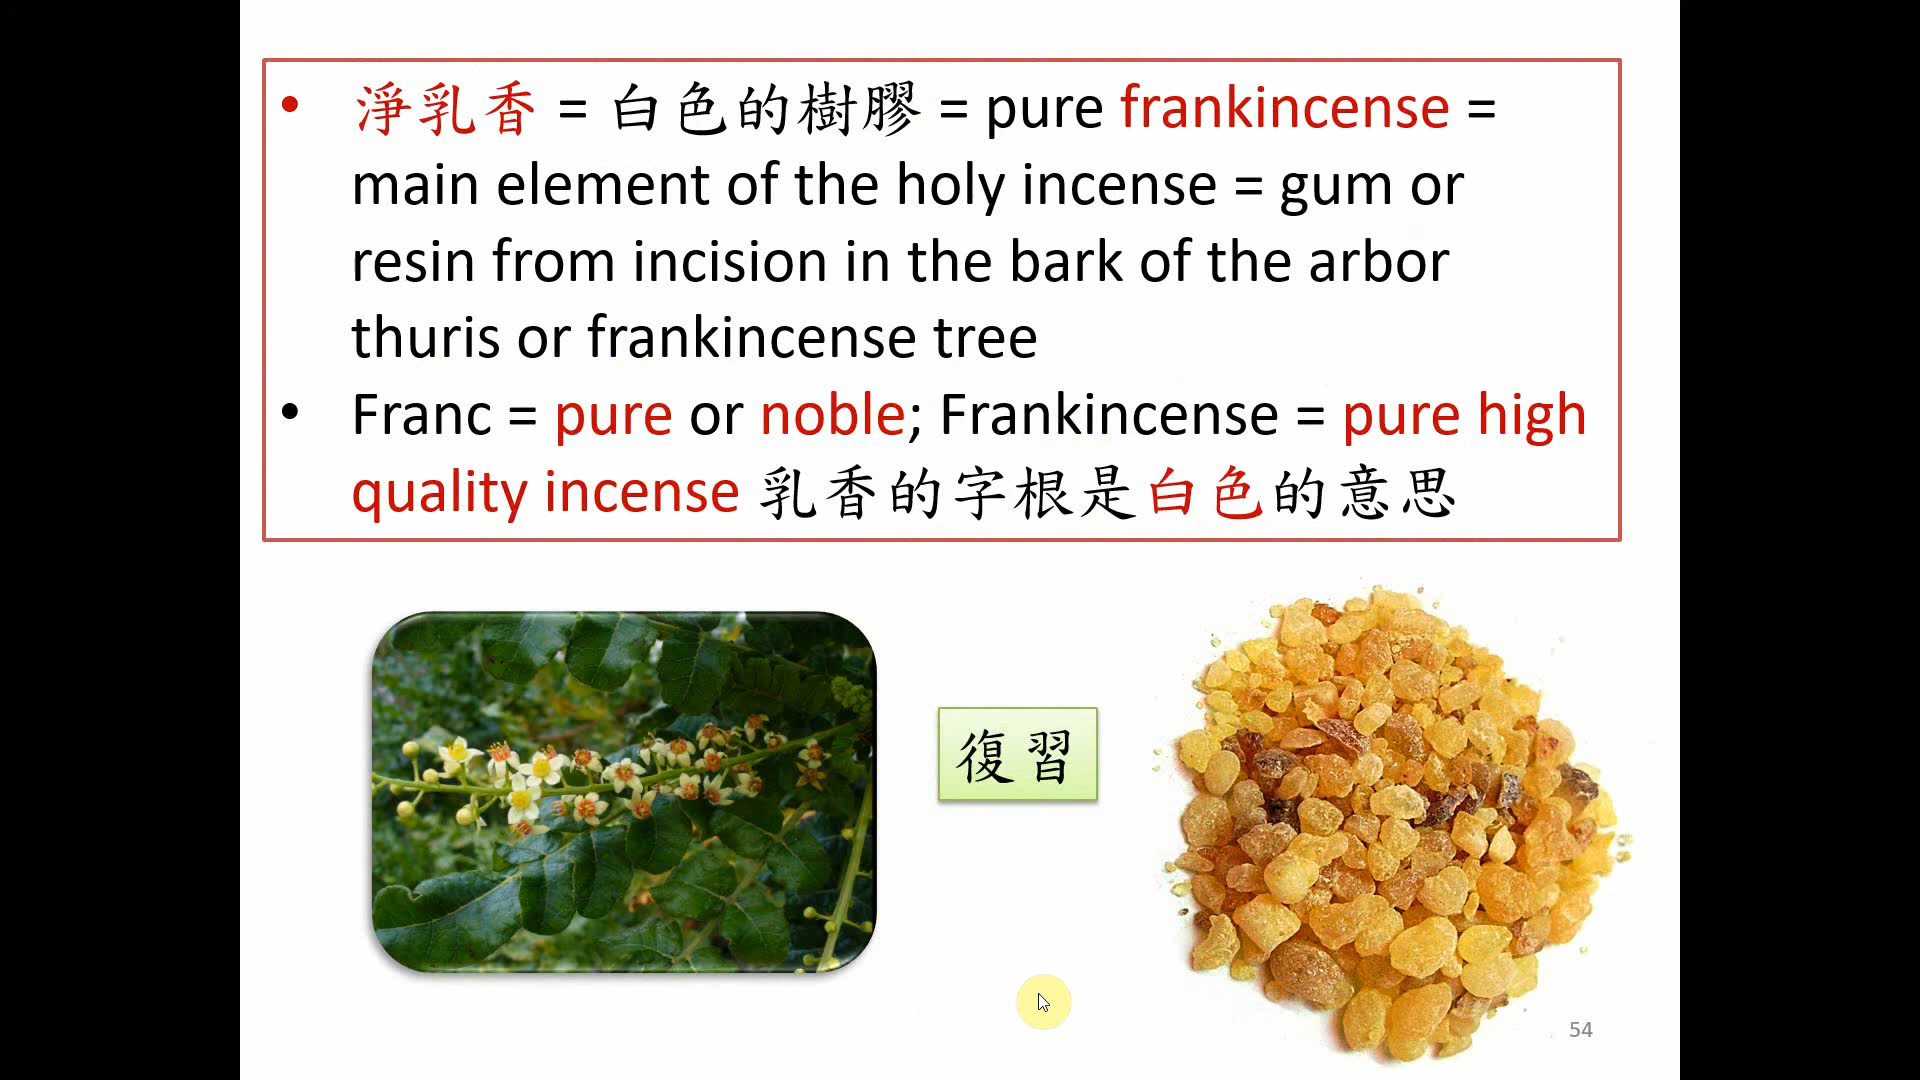 • 淨乳香 = 白色的樹膠 = pure frankincense =
main element of the holy incense = gum or
resin from incision in the bark of the arbor
thuris or frankincense tree
• Franc = pure or noble; Frankincense = pure high
quality incense 乳香的字根是白色的意思
復習
54